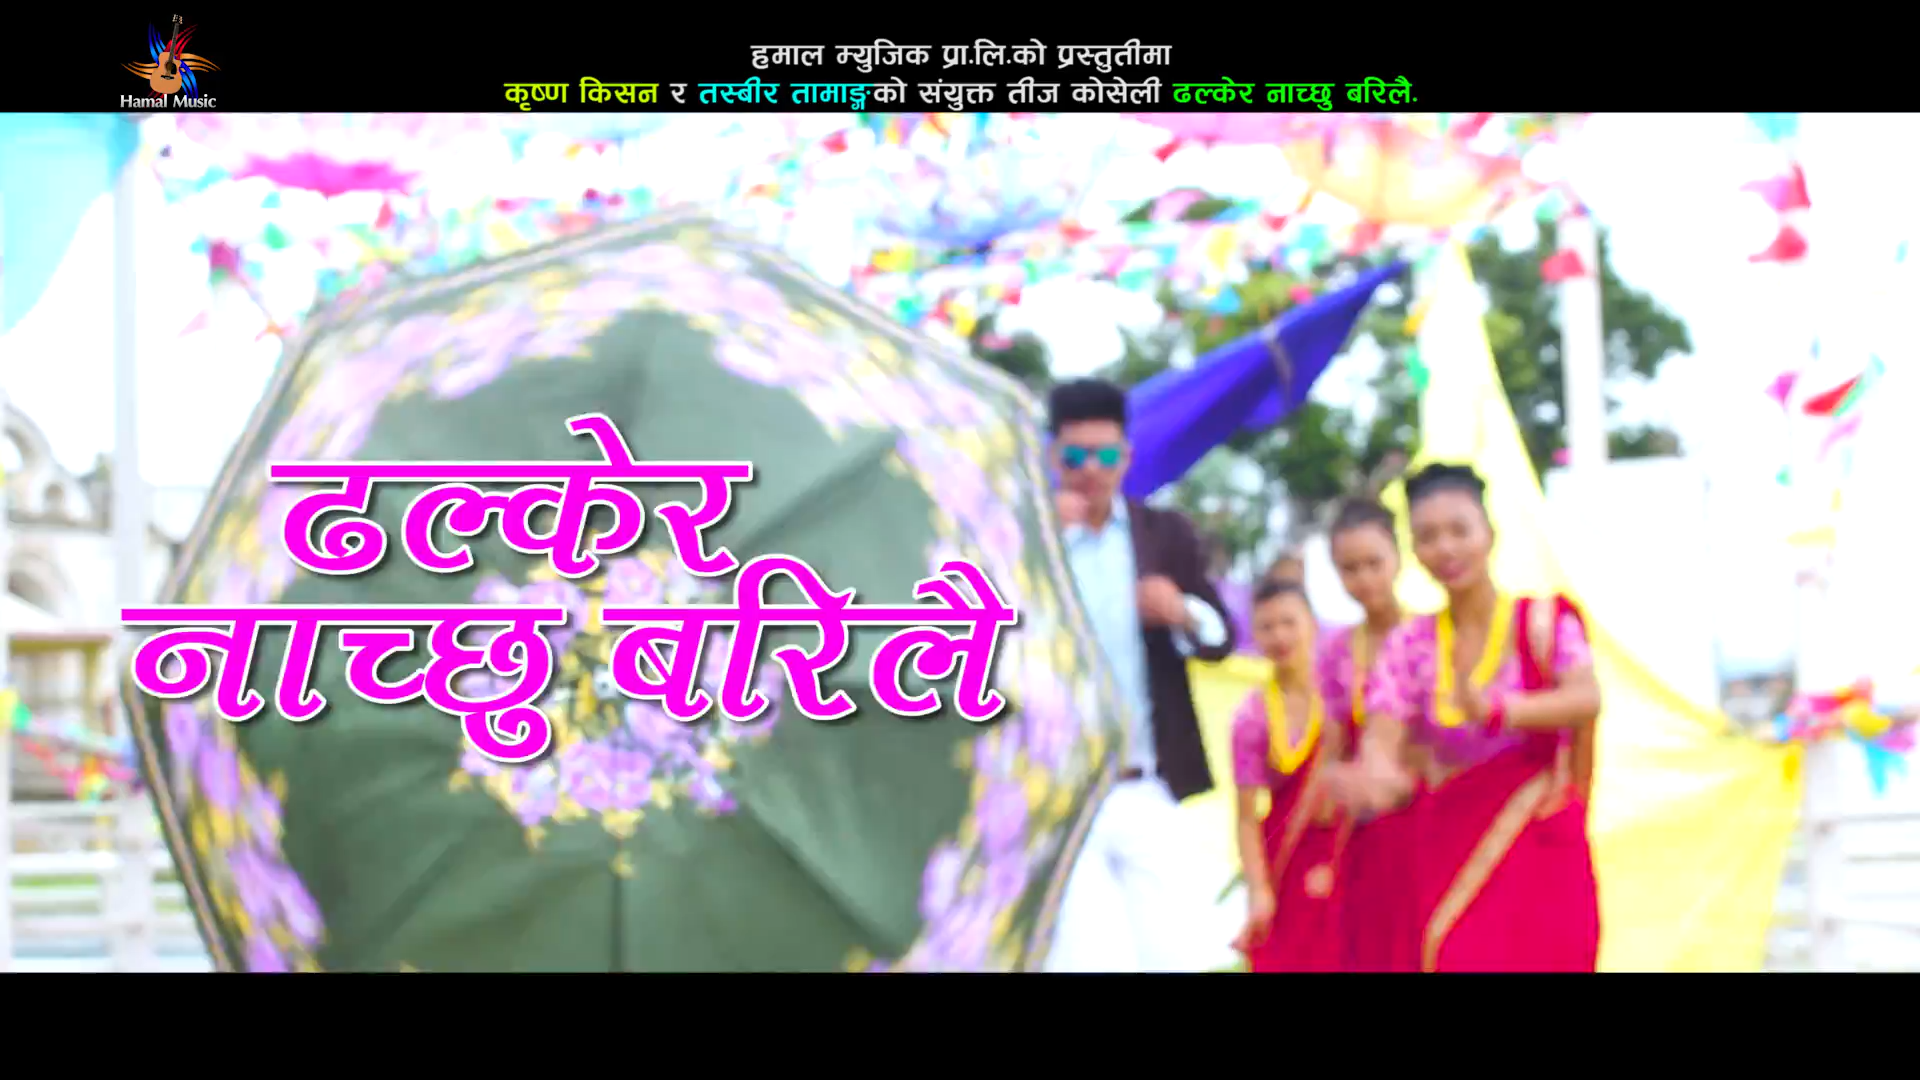 हमाल म्युजिक प्रा.लि.को प्रस्तुतीमा
Hamal Music
कृष्ण किसन र तस्बीर तामाङ्गको संयुक्त तीज कोसेली ढल्केर नाच्छु बरिलै.
ढल्केर
नाच्छु बरिलै